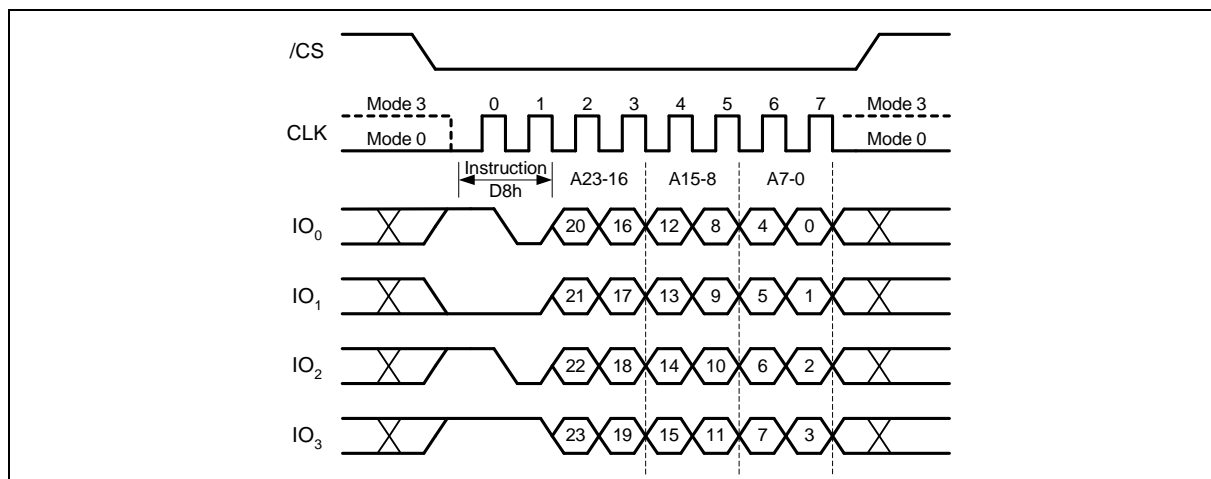 /CS
Mode 3 0 1 2 3 4 5 6 7 Mode 3
CLK
Mode 0 Mode 0
Instruction
D8h A23-16 A15-8 A7-0
IO0 20 16 12 8 4 0
IO1 21 17 13 9 5 1
IO2 22 18 14 10 6 2
IO3 23 19 15 11 7 3